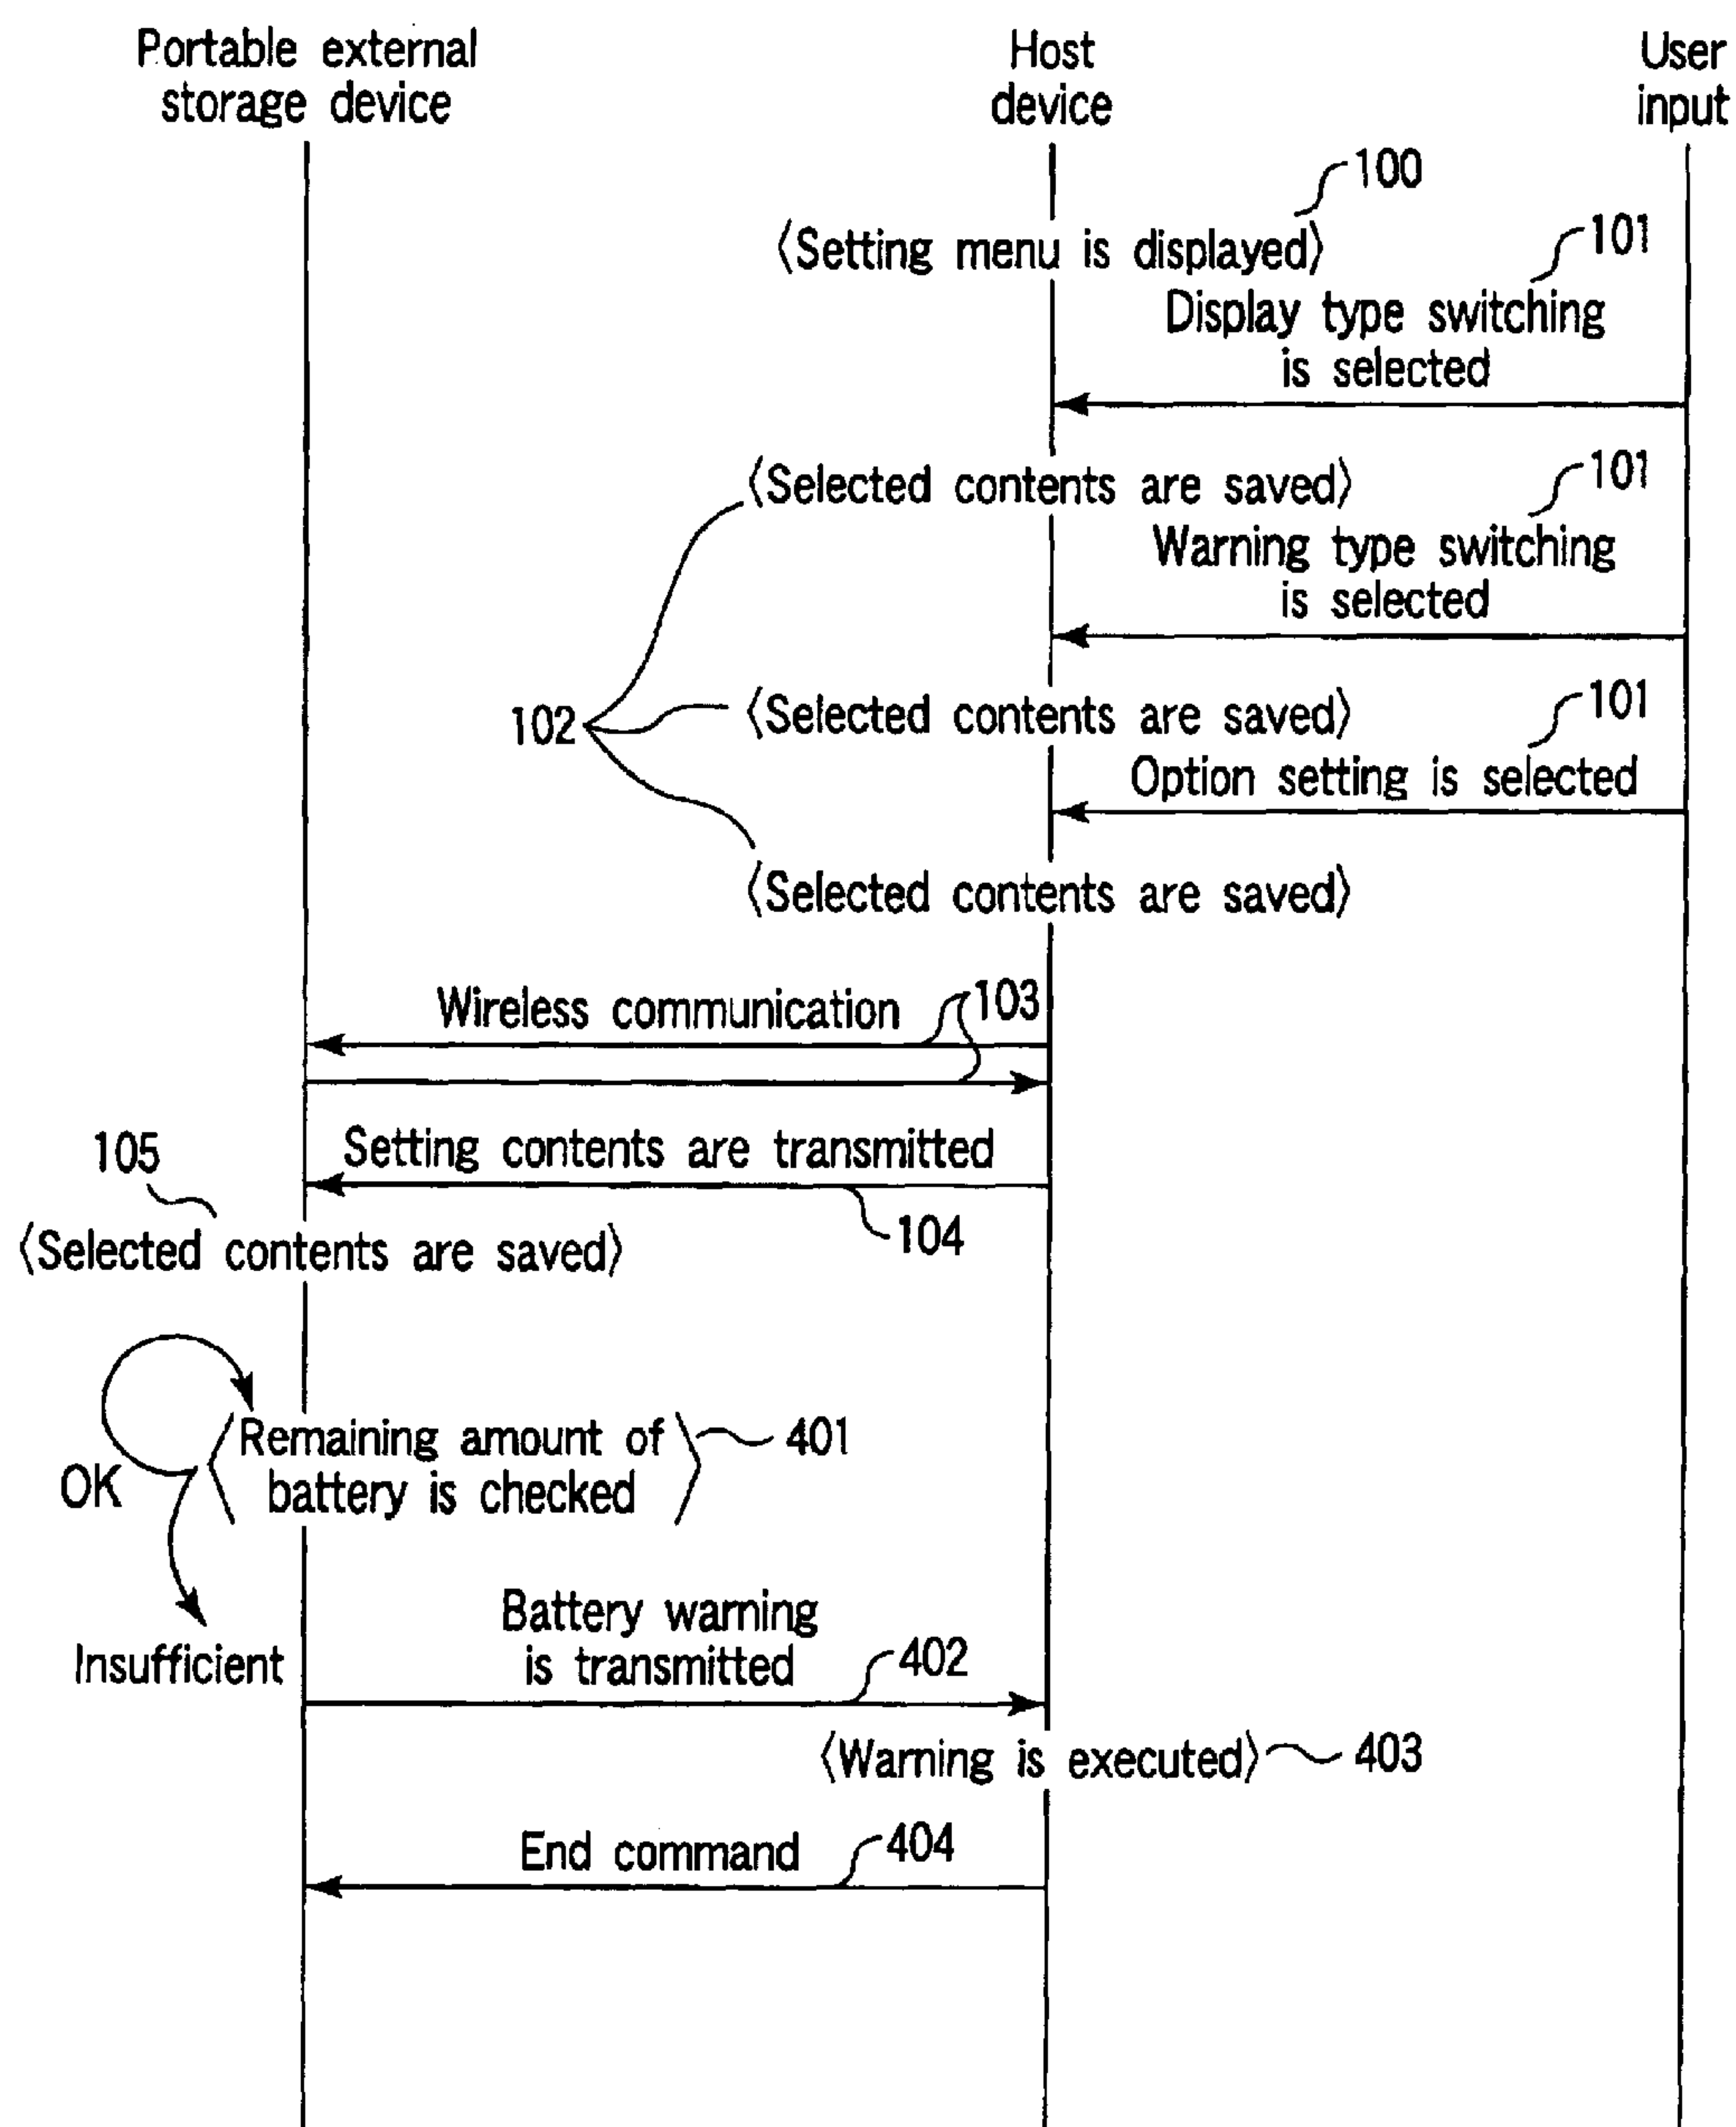 Portable external
storage device
Host
device
User
input
100
〈Setting menu is displayed〉
101
Display type switching
is selected
〈Selected contents are saved〉
101
Warning type switching
is selected
102
〈Selected contents are saved〉
101
Option setting is selected
〈Selected contents are saved〉
Wireless communication
103
105
Setting contents are transmitted
104
〈Selected contents are saved〉
OK
〈Remaining amount of
battery is checked〉
401
Insufficient
Battery warning
is transmitted
402
〈Warning is executed〉
403
End command
404